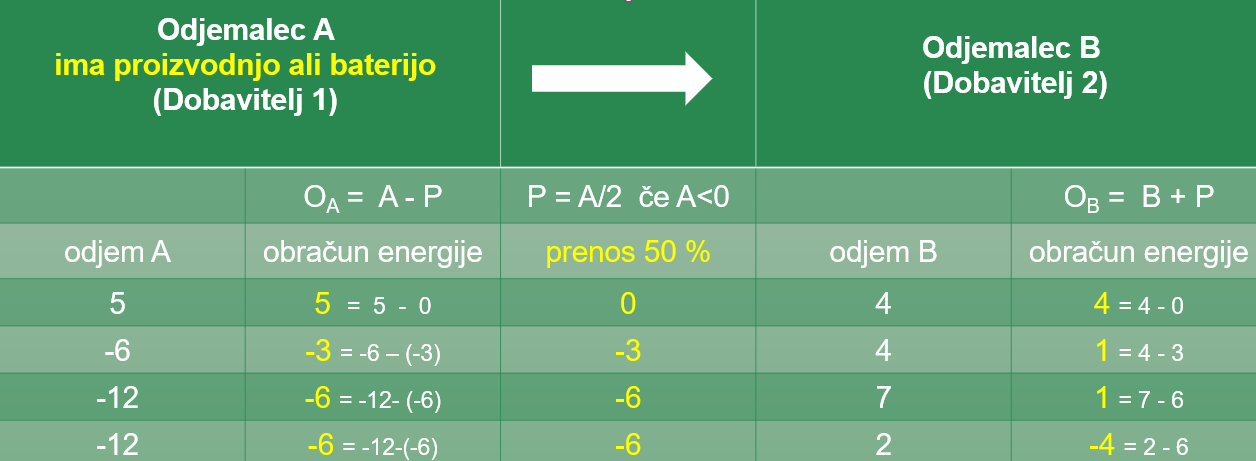 Odjemalec A
ima proizvodnjo ali baterijo
(Dobavitelj 1)
Odjemalec B
(Dobavitelj 2)
OA = A - P
P = A/2 če A<0
OB = B + P
odjem A
obračun energije
prenos 50 %
odjem B
obračun energije
5
5 = 5 - 0
0
4
4 = 4 - 0
-6
-3 = -6 – (-3)
-3
4
1 = 4 - 3
-12
-6 = -12- (-6)
-6
7
1 = 7 - 6
-12
-6 = -12-(-6)
-6
2
-4 = 2 - 6